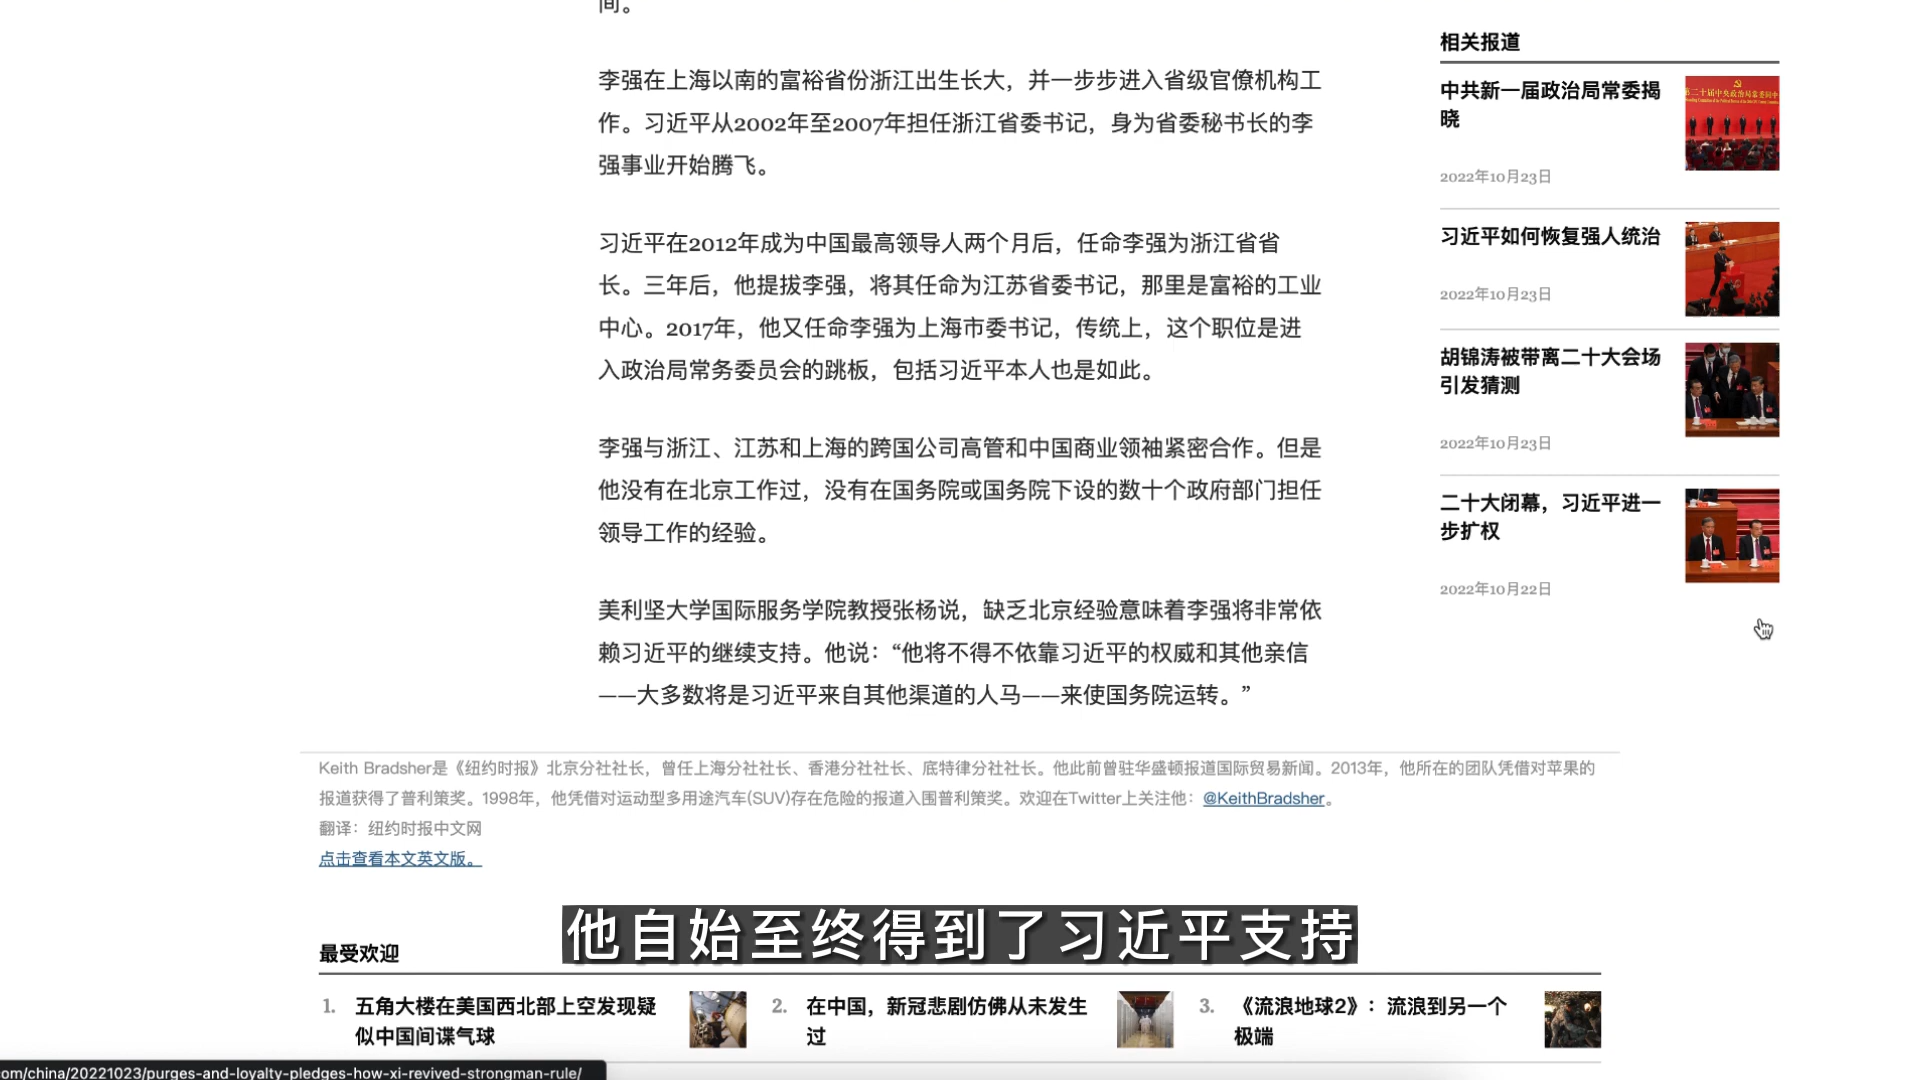 间。
李强在上海以南的富裕省份浙江出生长大，并一步步进入省级官僚机构工
作。习近平从2002年至2007年担任浙江省委书记，身为省委秘书长的李
强事业开始腾飞。
习近平在2012年成为中国最高领导人两个月后，任命李强为浙江省省
长。三年后，他提拔李强，将其任命为江苏省委书记，那里是富裕的工业
中心。2017年，他又任命李强为上海市委书记，传统上，这个职位是进
入政治局常务委员会的跳板，包括习近平本人也是如此。
李强与浙江、江苏和上海的跨国公司高管和中国商业领袖紧密合作。但是
他没有在北京工作过，没有在国务院或国务院下设的数十个政府部门担任
领导工作的经验。
美利坚大学国际服务学院教授张杨说，缺乏北京经验意味着李强将非常依
赖习近平的继续支持。他说：“他将不得不依靠习近平的权威和其他亲信
——大多数将是习近平来自其他渠道的人马——来使国务院运转。”
相关报道
中共新一届政治局常委揭
晓
2022年10月23日
习近平如何恢复强人统治
2022年10月23日
胡锦涛被带离二十大会场
引发猜测
2022年10月23日
二十大闭幕，习近平进一
步扩权
2022年10月22日
Keith Bradsher是《纽约时报》北京分社社长，曾任上海分社社长、香港分社社长、底特律分社社长。他此前曾驻华盛顿报道国际贸易新闻。2013年，他所在的团队凭借对苹果的
报道获得了普利策奖。1998年，他凭借对运动型多用途汽车(SUV)存在危险的报道入围普利策奖。欢迎在Twitter上关注他：@KeithBradsher。
翻译：纽约时报中文网
点击查看本文英文版。
他自始至终得到了习近平支持
最受欢迎
1. 五角大楼在美国西北部上空发现疑
似中国间谍气球
2. 在中国，新冠悲剧仿佛从未发生
过
3. 《流浪地球2》：流浪到另一个
极端
om/china/20221023/purges-and-loyalty-pledges-how-xi-revived-strongman-rule/